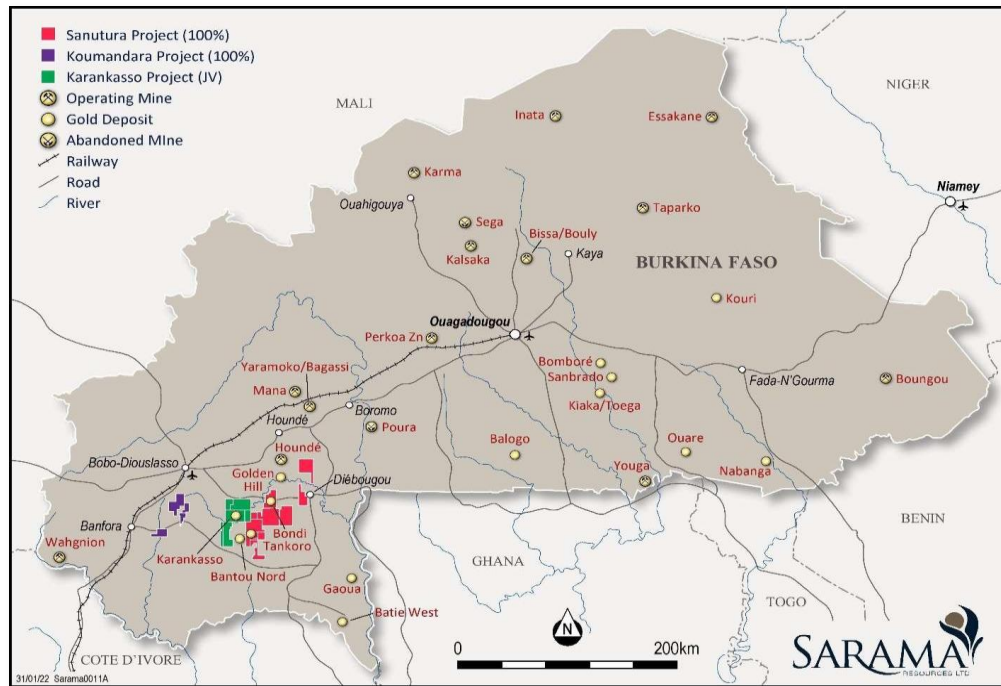 Sanutura Project (100%)
Koumandara Project (100%)
Karankasso Project (JV)
Operating Mine
Gold Deposit
Abandoned MIne
Railway
Road
River
MALI
NIGER
Inata
Essakane
Karma
Ouahigouya
Niamey
Taparko
Sega
Bissa/Bouly
Kalsaka
Kaya
BURKINA FASO
Kouri
Ouagadougou
Perkoa Zn
Bomboré
Sanbrado
Kiaka/Toega
Fada-N'Gourma
Boungou
Yaramoko/Bagassi
Mana
Boromo
Houndé
Poura
Houndé
Balogo
Ouare
Nabanga
Youga
Bobo-Diouslasso
Golden
Hill
Diébougou
Banfora
Wahgnion
Bondi
Tankoro
Karankasso
Bantou Nord
Gaoua
Batie West
BENIN
GHANA
TOGO
COTE D'IVORE
N
0
200km
SARAMA
RESOURCES LTD
31/01/22 Sarama0011A